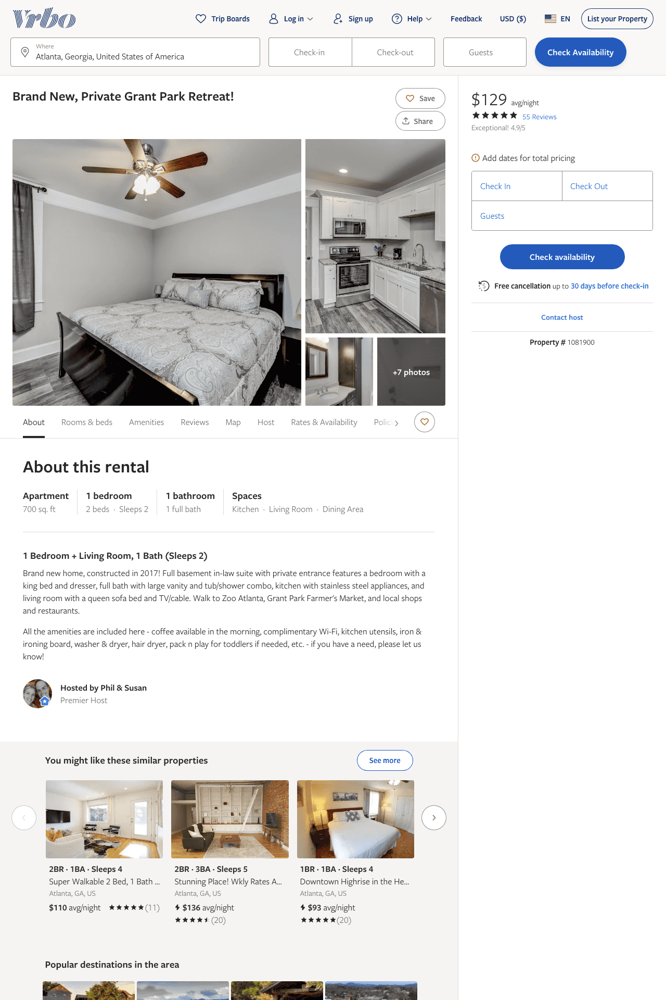 Vrbo
Trip Boards
Log in
Sign up
Help
Feedback
USD ($)
EN
List your Property
Where
Atlanta, Georgia, United States of America
Check-in
Check-out
Guests
Check Availability
Brand New, Private Grant Park Retreat!
Save
Share
+7 photos
$129 avg/night
55 Reviews
Exceptional! 4.9/5
Add dates for total pricing
Check In
Check Out
Guests
Check availability
Free cancellation up to 30 days before check-in
Contact host
Property # 1081900
About
Rooms & beds
Amenities
Reviews
Map
Host
Rates & Availability
Polici
About this rental
Apartment
700 sq. ft
1 bedroom
2 beds · Sleeps 2
1 bathroom
1 full bath
Spaces
Kitchen · Living Room · Dining Area
1 Bedroom + Living Room, 1 Bath (Sleeps 2)
Brand new home, constructed in 2017! Full basement in-law suite with private entrance features a bedroom with a
king bed and dresser, full bath with large vanity and tub/shower combo, kitchen with stainless steel appliances, and
living room with a queen sofa bed and TV/cable. Walk to Zoo Atlanta, Grant Park Farmer's Market, and local shops
and restaurants.
All the amenities are included here - coffee available in the morning, complimentary Wi-Fi, kitchen utensils, iron &
ironing board, washer & dryer, hair dryer, pack n play for toddlers if needed, etc. - if you have a need, please let us
know!
Hosted by Phil & Susan
Premier Host
You might like these similar properties
See more
2BR · 1BA · Sleeps 4
Super Walkable 2 Bed, 1 Bath ...
Atlanta, GA, US
$110 avg/night
(11)
2BR · 3BA · Sleeps 5
Stunning Place! Wkly Rates A...
Atlanta, GA, US
$136 avg/night
(20)
1BR · 1BA · Sleeps 4
Downtown Highrise in the He...
Atlanta, GA, US
$93 avg/night
(20)
Popular destinations in the area